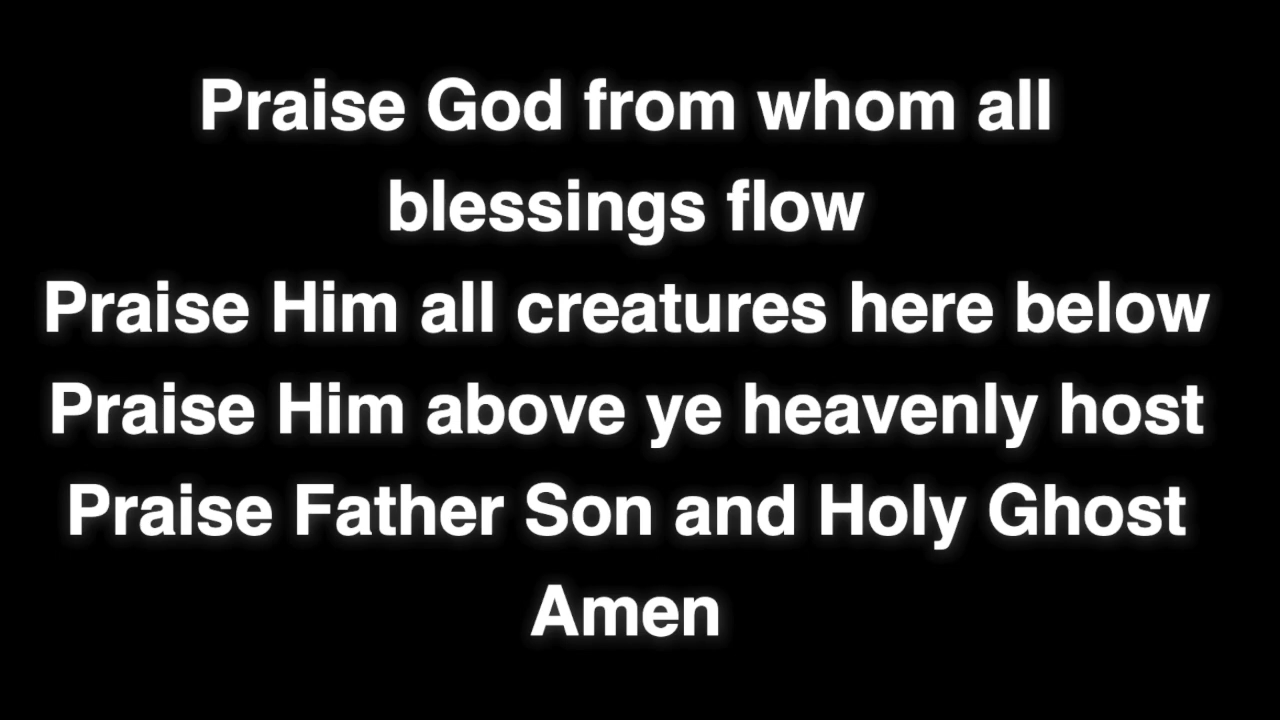 Praise God from whom all
blessings flow
Praise Him all creatures here below
Praise Him above ye heavenly host
Praise Father Son and Holy Ghost
Amen